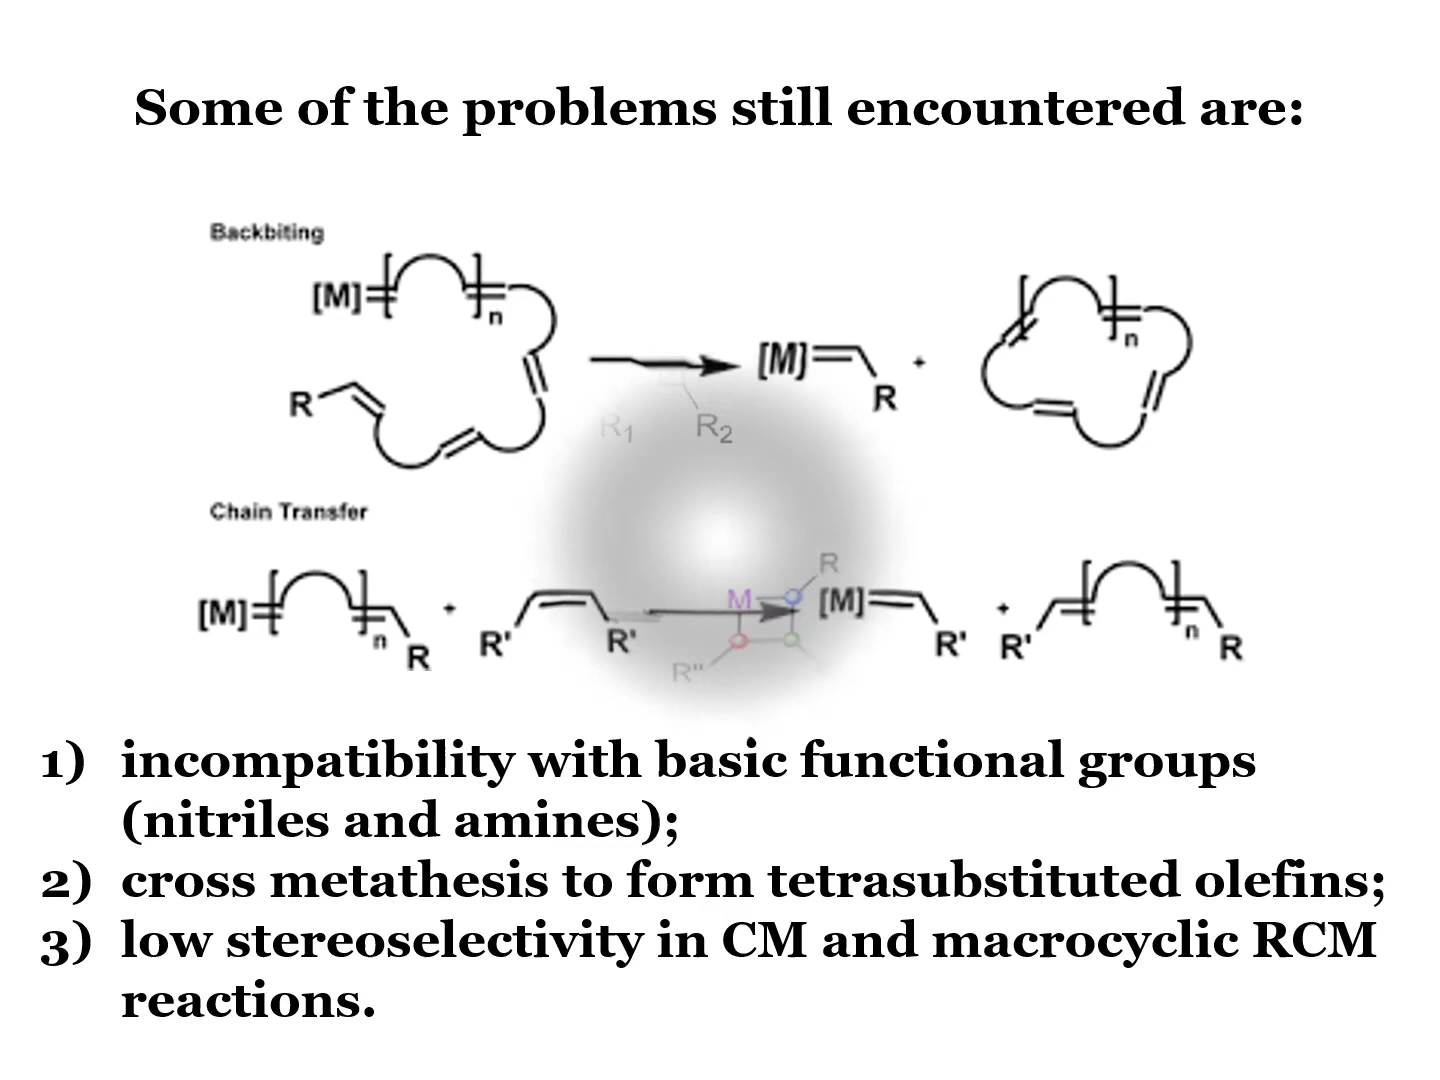 Some of the problems still encountered are:
Backbiting
[M]
n
R
[M]
R
+
n
R1
R2
Chain Transfer
[M]
n
R
+
R'
R'
M
R
R"
[M]
R'
+
R'
n
R
1) incompatibility with basic functional groups
(nitriles and amines);
2) cross metathesis to form tetrasubstituted olefins;
3) low stereoselectivity in CM and macrocyclic RCM
reactions.